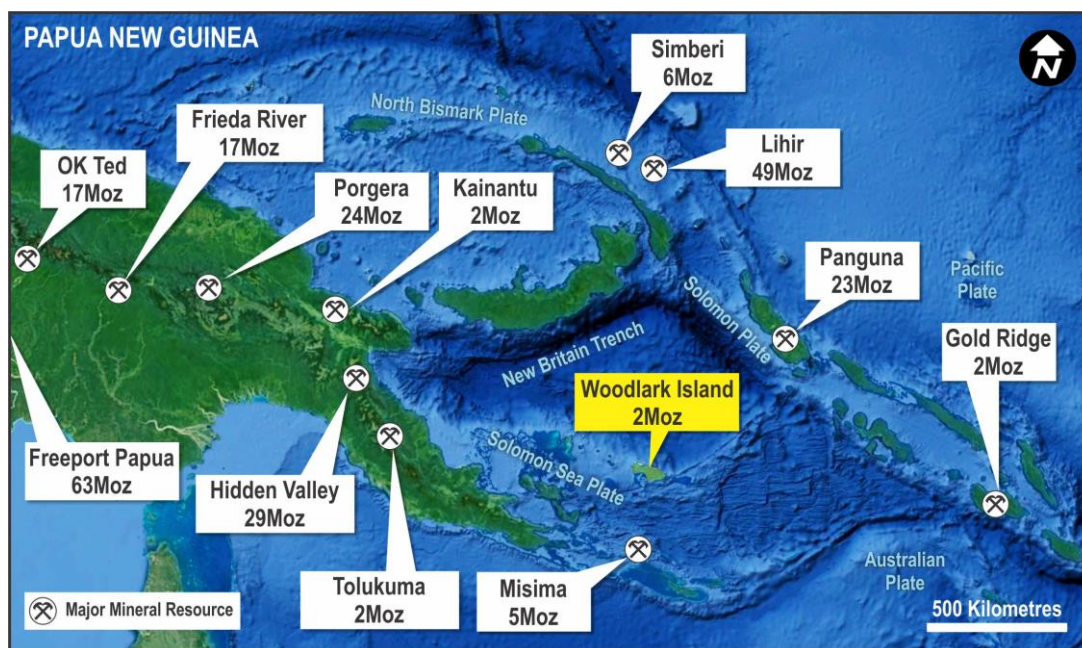 PAPUA NEW GUINEA
N
Simberi
6Moz
North Bismark Plate
Frieda River
17Moz
Lihir
49Moz
OK Ted
17Moz
Porgera
24Moz
Kainantu
2Moz
Panguna
23Moz
Pacific
Plate
Solomon Plate
Gold Ridge
2Moz
New Britain Trench
Woodlark Island
2Moz
Freeport Papua
63Moz
Solomon Sea Plate
Hidden Valley
29Moz
Tolukuma
2Moz
Misima
5Moz
Australian
Plate
Major Mineral Resource
500 Kilometres